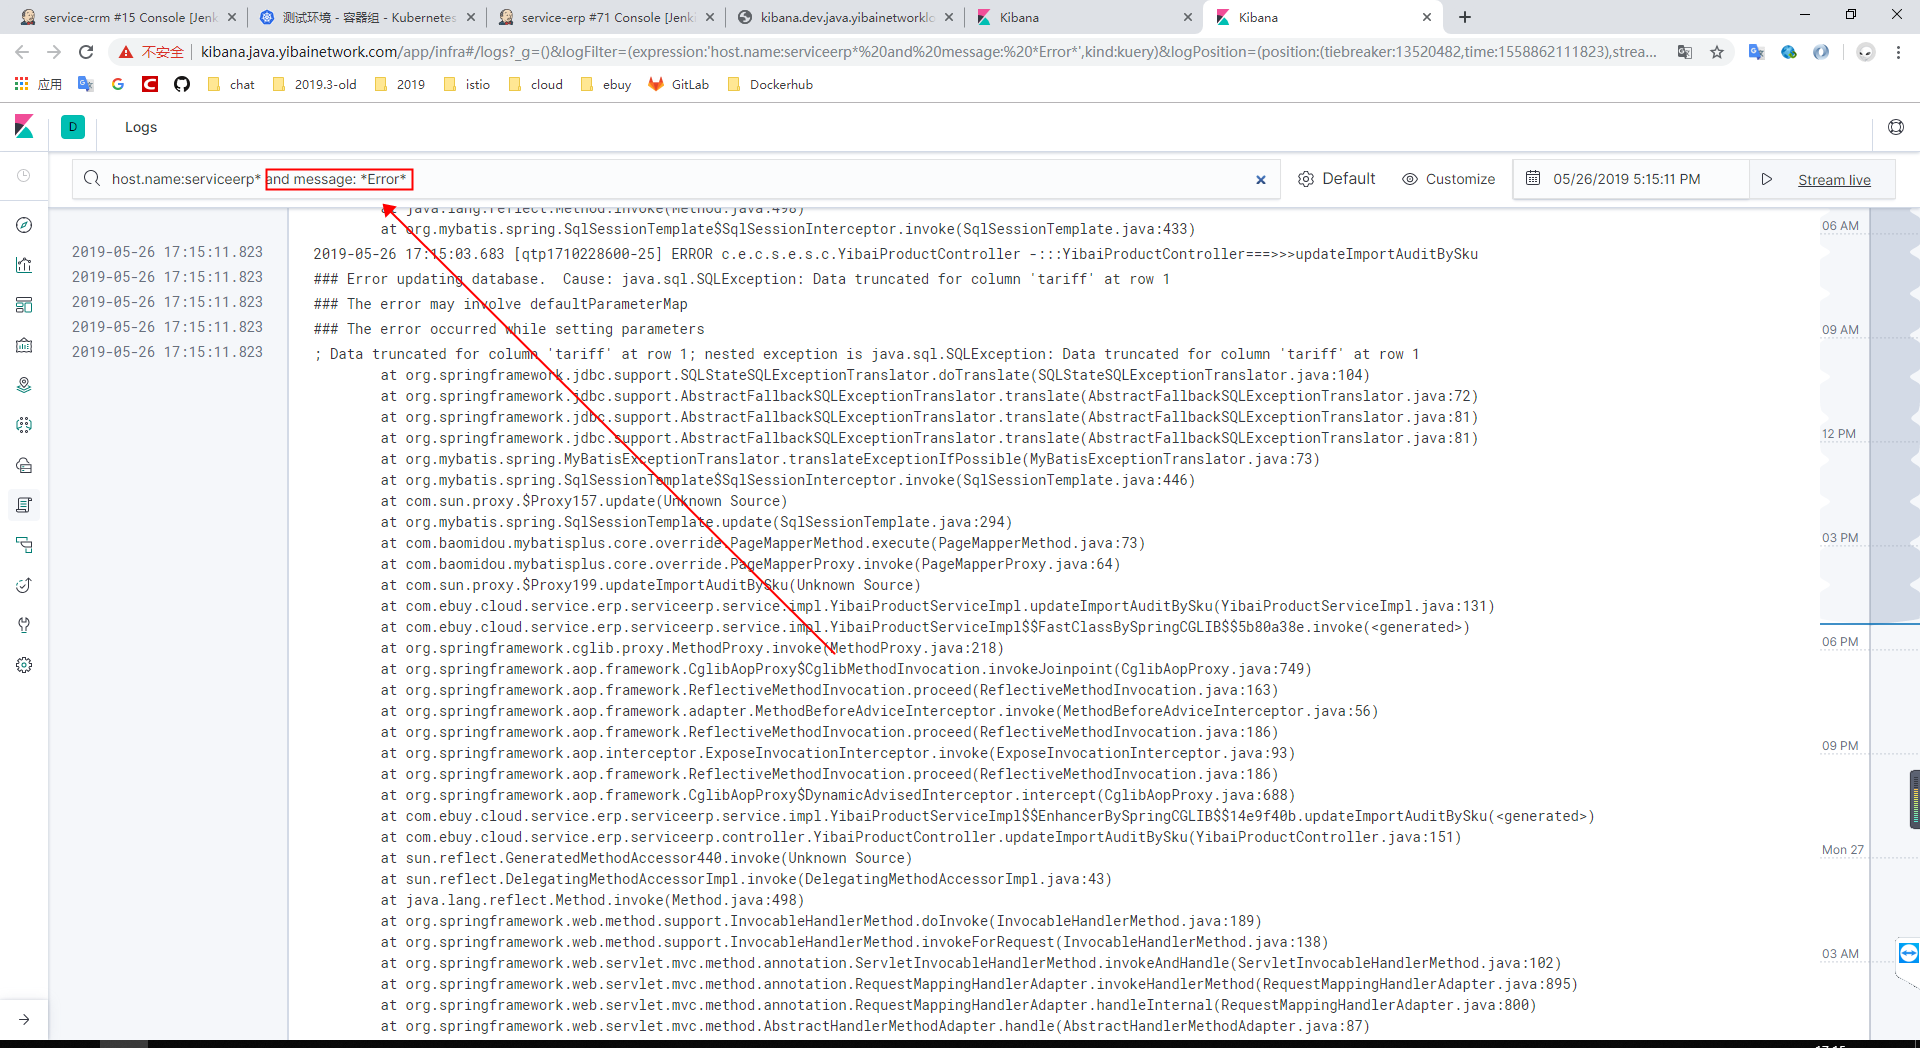 service-crm #15 Console [Jenk
测试环境 - 容器组 - Kubernetes
service-erp #71 Console [Jenki
kibana.dev.java.yibainetworklo
Kibana
Kibana
不安全
kibana.java.yibainetwork.com/app/infra#/logs?_g=()&logFilter=(expression:'host.name:serviceerp*%20and%20message:%20*Error*',kind:kuery)&logPosition=(position:(tiebreaker:13520482,time:1558862111823),strea...
应用
chat
2019.3-old
2019
istio
cloud
ebuy
GitLab
Dockerhub
D
Logs
host.name:serviceerp* and message: *Error*
Default
Customize
05/26/2019 5:15:11 PM
Stream live
at java.lang.reflect.Method.invoke(Method.java:498)
at org.mybatis.spring.SqlSessionTemplate$SqlSessionInterceptor.invoke(SqlSessionTemplate.java:433)
2019-05-26 17:15:11.823 2019-05-26 17:15:03.683 [qtp1710228600-25] ERROR c.e.c.s.e.s.c.YibaiProductController -:::YibaiProductController===>>>updateImportAuditBySku
2019-05-26 17:15:11.823 ### Error updating database.  Cause: java.sql.SQLException: Data truncated for column 'tariff' at row 1
2019-05-26 17:15:11.823 ### The error may involve defaultParameterMap
2019-05-26 17:15:11.823 ### The error occurred while setting parameters
2019-05-26 17:15:11.823 ; Data truncated for column 'tariff' at row 1; nested exception is java.sql.SQLException: Data truncated for column 'tariff' at row 1
at org.springframework.jdbc.support.SQLStateSQLExceptionTranslator.doTranslate(SQLStateSQLExceptionTranslator.java:104)
at org.springframework.jdbc.support.AbstractFallbackSQLExceptionTranslator.translate(AbstractFallbackSQLExceptionTranslator.java:72)
at org.springframework.jdbc.support.AbstractFallbackSQLExceptionTranslator.translate(AbstractFallbackSQLExceptionTranslator.java:81)
at org.springframework.jdbc.support.AbstractFallbackSQLExceptionTranslator.translate(AbstractFallbackSQLExceptionTranslator.java:81)
at org.mybatis.spring.MyBatisExceptionTranslator.translateExceptionIfPossible(MyBatisExceptionTranslator.java:73)
at org.mybatis.spring.SqlSessionTemplate$SqlSessionInterceptor.invoke(SqlSessionTemplate.java:446)
at com.sun.proxy.$Proxy157.update(Unknown Source)
at org.mybatis.spring.SqlSessionTemplate.update(SqlSessionTemplate.java:294)
at com.baomidou.mybatisplus.core.override.PageMapperMethod.execute(PageMapperMethod.java:73)
at com.baomidou.mybatisplus.core.override.PageMapperProxy.invoke(PageMapperProxy.java:64)
at com.sun.proxy.$Proxy199.updateImportAuditBySku(Unknown Source)
at com.ebuy.cloud.service.erp.serviceerp.service.impl.YibaiProductServiceImpl.updateImportAuditBySku(YibaiProductServiceImpl.java:131)
at com.ebuy.cloud.service.erp.serviceerp.service.impl.YibaiProductServiceImpl$$FastClassBySpringCGLIB$$5b80a38e.invoke(<generated>)
at org.springframework.cglib.proxy.MethodProxy.invoke(MethodProxy.java:218)
at org.springframework.aop.framework.CglibAopProxy$CglibMethodInvocation.invokeJoinpoint(CglibAopProxy.java:749)
at org.springframework.aop.framework.ReflectiveMethodInvocation.proceed(ReflectiveMethodInvocation.java:163)
at org.springframework.aop.framework.adapter.MethodBeforeAdviceInterceptor.invoke(MethodBeforeAdviceInterceptor.java:56)
at org.springframework.aop.framework.ReflectiveMethodInvocation.proceed(ReflectiveMethodInvocation.java:186)
at org.springframework.aop.interceptor.ExposeInvocationInterceptor.invoke(ExposeInvocationInterceptor.java:93)
at org.springframework.aop.framework.ReflectiveMethodInvocation.proceed(ReflectiveMethodInvocation.java:186)
at org.springframework.aop.framework.CglibAopProxy$DynamicAdvisedInterceptor.intercept(CglibAopProxy.java:688)
at com.ebuy.cloud.service.erp.serviceerp.service.impl.YibaiProductServiceImpl$$EnhancerBySpringCGLIB$$14e9f40b.updateImportAuditBySku(<generated>)
at com.ebuy.cloud.service.erp.serviceerp.controller.YibaiProductController.updateImportAuditBySku(YibaiProductController.java:151)
at sun.reflect.GeneratedMethodAccessor440.invoke(Unknown Source)
at sun.reflect.DelegatingMethodAccessorImpl.invoke(DelegatingMethodAccessorImpl.java:43)
at java.lang.reflect.Method.invoke(Method.java:498)
at org.springframework.web.method.support.InvocableHandlerMethod.doInvoke(InvocableHandlerMethod.java:189)
at org.springframework.web.method.support.InvocableHandlerMethod.invokeForRequest(InvocableHandlerMethod.java:138)
at org.springframework.web.servlet.mvc.method.annotation.ServletInvocableHandlerMethod.invokeAndHandle(ServletInvocableHandlerMethod.java:102)
at org.springframework.web.servlet.mvc.method.annotation.RequestMappingHandlerAdapter.invokeHandlerMethod(RequestMappingHandlerAdapter.java:895)
at org.springframework.web.servlet.mvc.method.annotation.RequestMappingHandlerAdapter.handleInternal(RequestMappingHandlerAdapter.java:800)
at org.springframework.web.servlet.mvc.method.AbstractHandlerMethodAdapter.handle(AbstractHandlerMethodAdapter.java:87)
06 AM
09 AM
12 PM
03 PM
06 PM
09 PM
Mon 27
03 AM